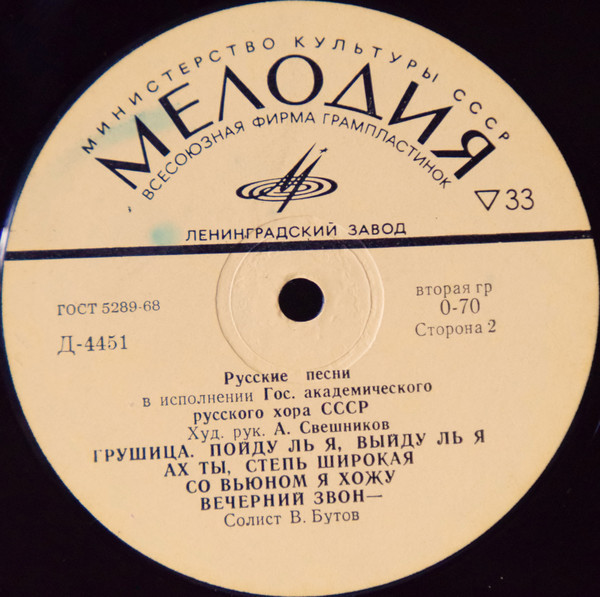 МИНИСТЕРСТВО КУЛЬТУРЫ СССР
МЕЛОДИЯ
ВСЕСОЮЗНАЯ ФИРМА ГРАМПЛАСТИНОК
33
ЛЕНИНГРАДСКИЙ ЗАВОД
ГОСТ 5289-68
Д-4451
вторая гр
0-70
Сторона 2
Русские песни
в исполнении Гос. академического
русского хора СССР
Худ. рук. А. Свешников
ГРУШИЦА. ПОЙДУ ЛЬ Я, ВЫЙДУ ЛЬ Я
АХ ТЫ, СТЕПЬ ШИРОКАЯ
СО ВЬЮНОМ Я ХОЖУ
ВЕЧЕРНИЙ ЗВОН—
Солист В. Бутов